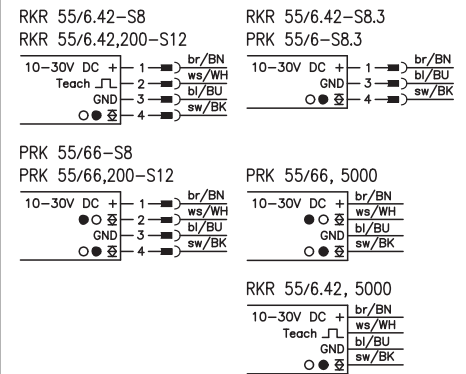 RKR 55/6.42-S8
RKR 55/6.42,200-S12
10-30V DC + 1 br/BN
Teach 2 ws/WH
GND 3 bl/BU
4 sw/BK
RKR 55/6.42-S8.3
PRK 55/6-S8.3
10-30V DC + 1 br/BN
GND 3 bl/BU
4 sw/BK
PRK 55/66-S8
PRK 55/66,200-S12
10-30V DC + 1 br/BN
2 ws/WH
GND 3 bl/BU
4 sw/BK
PRK 55/66, 5000
10-30V DC + br/BN
ws/WH
GND bl/BU
sw/BK
RKR 55/6.42, 5000
10-30V DC + br/BN
Teach ws/WH
GND bl/BU
sw/BK